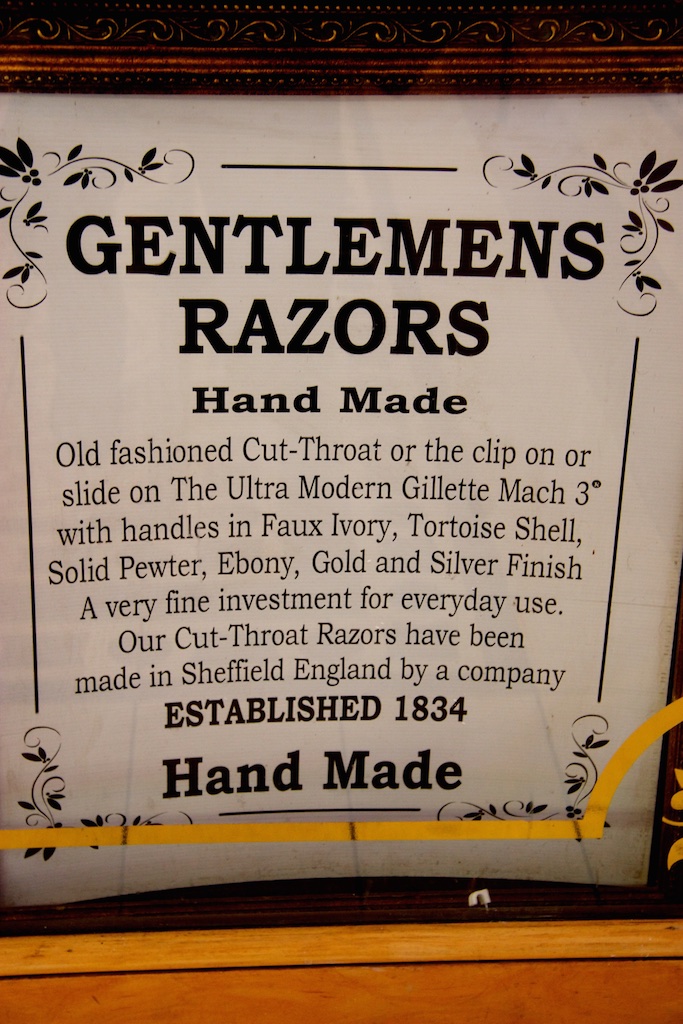 GENTLEMENS
RAZORS
Hand Made
Old fashioned Cut-Throat or the clip on or
slide on The Ultra Modern Gillette Mach 3®
with handles in Faux Ivory, Tortoise Shell,
Solid Pewter, Ebony, Gold and Silver Finish
A very fine investment for everyday use.
Our Cut-Throat Razors have been
made in Sheffield England by a company
ESTABLISHED 1834
Hand Made